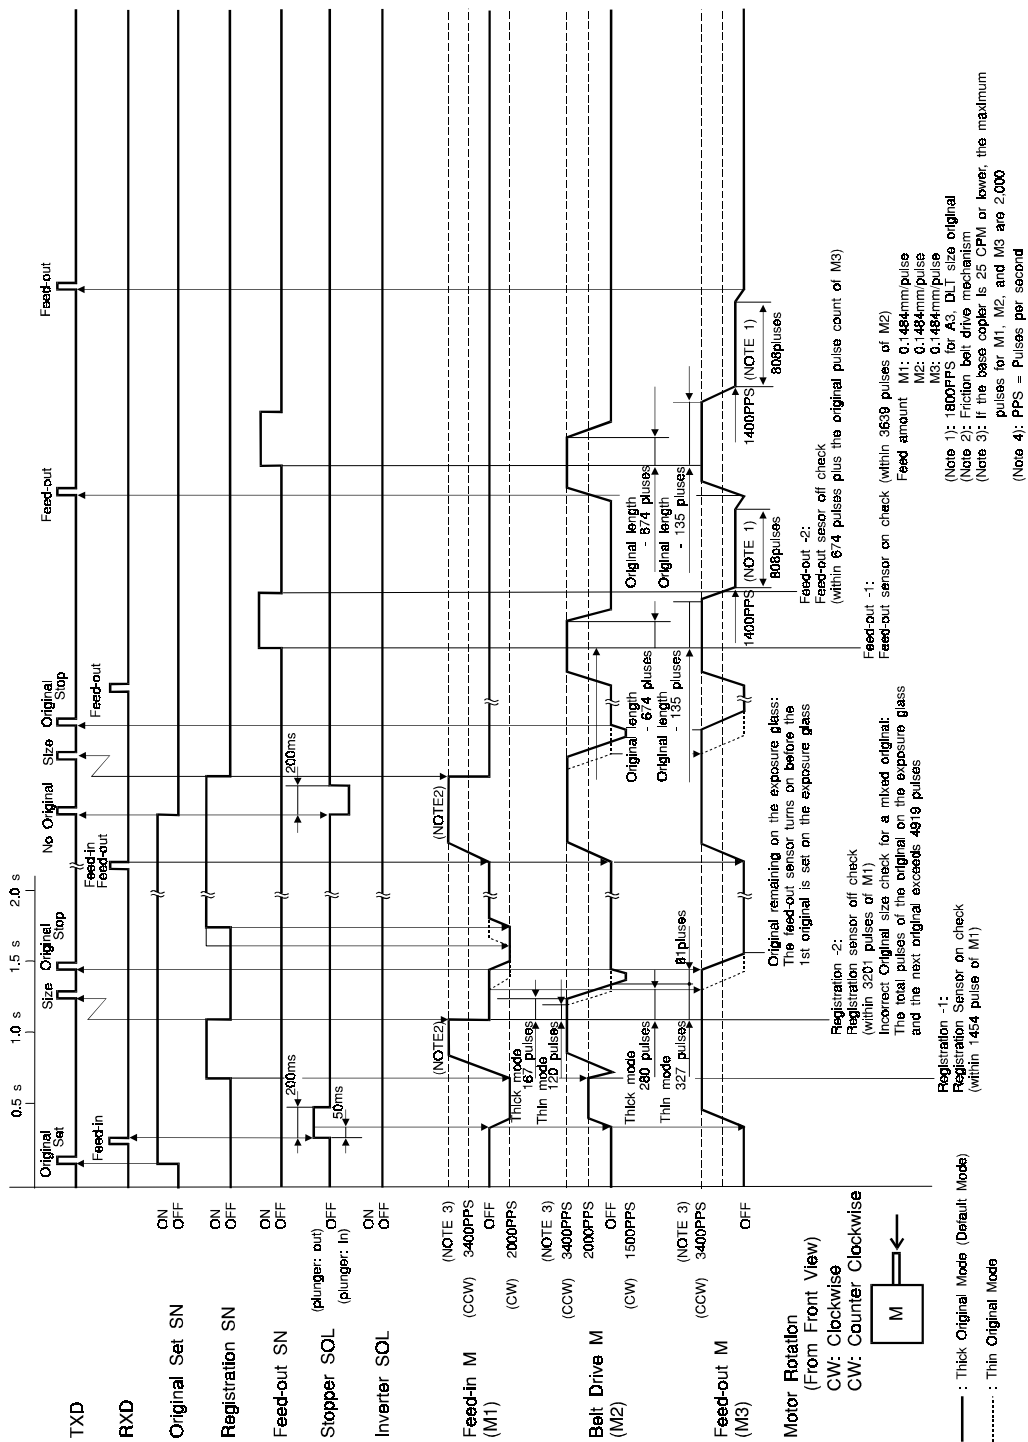 TXD
RXD
Original Set SN
ON
OFF
Registration SN
ON
OFF
Feed-out SN
ON
OFF
Stopper SOL
(plunger: out)
(plunger: in)
Inverter SOL
ON
OFF
Feed-in M
(M1)
(NOTE 3)
(CCW) 3400PPS
OFF
(CW) 2000PPS
Belt Drive M
(M2)
(NOTE 3)
(CCW) 3400PPS
2000PPS
OFF
(CW) 1500PPS
Feed-out M
(M3)
(NOTE 3)
(CCW) 3400PPS
OFF
0.5 s
1.0 s
1.5 s
2.0 s
Original
Set
Feed-in
Size
Original
Stop
Feed-in
Feed-out
No Original
Size
Original
Stop
Feed-out
Feed-out
Feed-out
200ms
50ms
200ms
(NOTE2)
(NOTE2)
Thick mode
167 pulses
Thin mode
120 pulses
Thick mode
280 pulses
Thin mode
327 pulses
81pluses
Original length
- 674 pluses
Original length
- 135 pluses
Original length
- 674 pluses
Original length
- 135 pluses
1400PPS (NOTE 1)
808pulses
1400PPS (NOTE 1)
808pluses
Original remaining on the exposure glass:
The feed-out sensor turns on before the
1st original is set on the exposure glass
Feed-out -2:
Feed-out sesor off check
(within 674 pulses plus the original pulse count of M3)
Registration -2:
Registration sensor off check
(within 3201 pulses of M1)
Incorrect Original size check for a mixed original:
The total pulses of the original on the exposure glass
and the next original exceeds 4919 pulses
Feed-out -1:
Feed-out sensor on check (within 3639 pulses of M2)
Feed amount M1: 0.1484mm/pulse
M2: 0.1484mm/pulse
M3: 0.1484mm/pulse
Registration -1:
Registration Sensor on check
(within 1454 pulse of M1)
(Note 1): 1800PPS for A3, DLT size original
(Note 2): Friction belt drive mechanism
(Note 3): If the base copier is 25 CPM or lower, the maximum
pulses for M1, M2, and M3 are 2,000
(Note 4): PPS = Pulses per second
Motor Rotation
(From Front View)
CW: Clockwise
CW: Counter Clockwise
M
: Thick Original Mode (Default Mode)
: Thin Original Mode